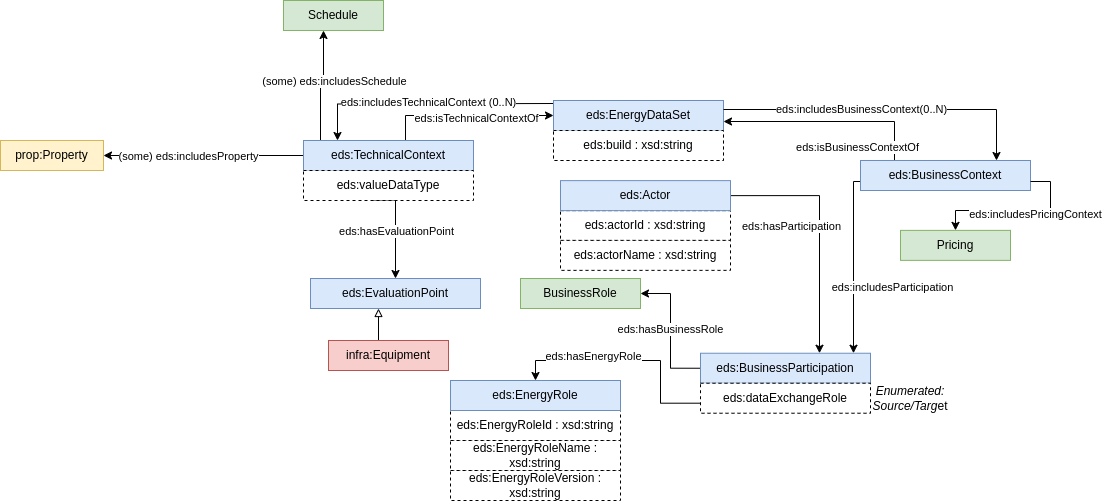 Schedule
(some) eds:includesSchedule
eds:includesTechnicalContext (0..N)
eds:isTechnicalContextOf
eds:EnergyDataSet
eds:build : xsd:string
eds:includesBusinessContext(0..N)
eds:isBusinessContextOf
prop:Property
(some) eds:includesProperty
eds:TechnicalContext
eds:valueDataType
eds:BusinessContext
eds:includesPricingContext
Pricing
eds:Actor
eds:actorId : xsd:string
eds:actorName : xsd:string
eds:hasParticipation
eds:hasEvaluationPoint
eds:includesParticipation
eds:EvaluationPoint
BusinessRole
eds:hasBusinessRole
infra:Equipment
eds:hasEnergyRole
eds:BusinessParticipation
eds:dataExchangeRole
Enumerated:
Source/Target
eds:EnergyRole
eds:EnergyRoleId : xsd:string
eds:EnergyRoleName :
xsd:string
eds:EnergyRoleVersion :
xsd:string